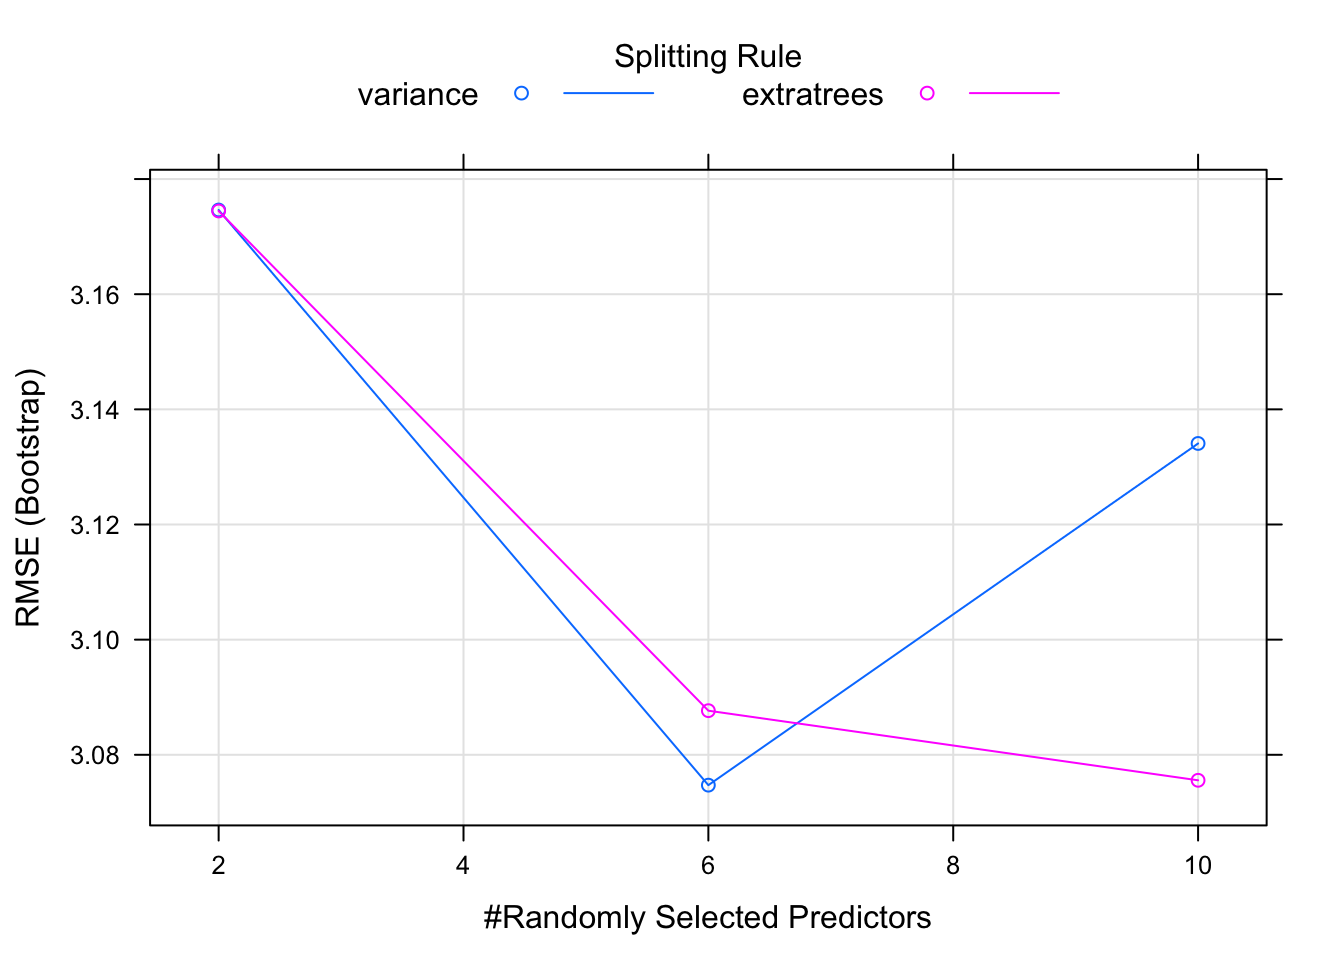 Splitting Rule
variance extratrees
3.16
3.14
3.12
3.10
3.08
RMSE (Bootstrap)
2 4 6 8 10
#Randomly Selected Predictors